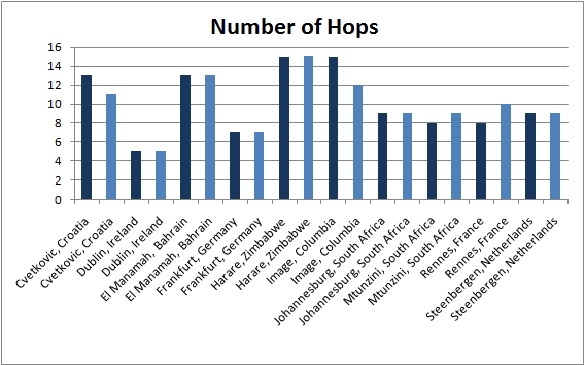 Number of Hops
16
14
12
10
8
6
4
2
0
Cvetkovic, Croatia
Cvetkovic, Croatia
Dublin, Ireland
Dublin, Ireland
El Manamah, Bahrain
El Manamah, Bahrain
Frankfurt, Germany
Frankfurt, Germany
Harare, Zimbabwe
Harare, Zimbabwe
Image, Columbia
Image, Columbia
Johannesburg, South Africa
Johannesburg, South Africa
Mtunzini, South Africa
Mtunzini, South Africa
Rennes, France
Rennes, France
Steenbergen, Netherlands
Steenbergen, Netherlands